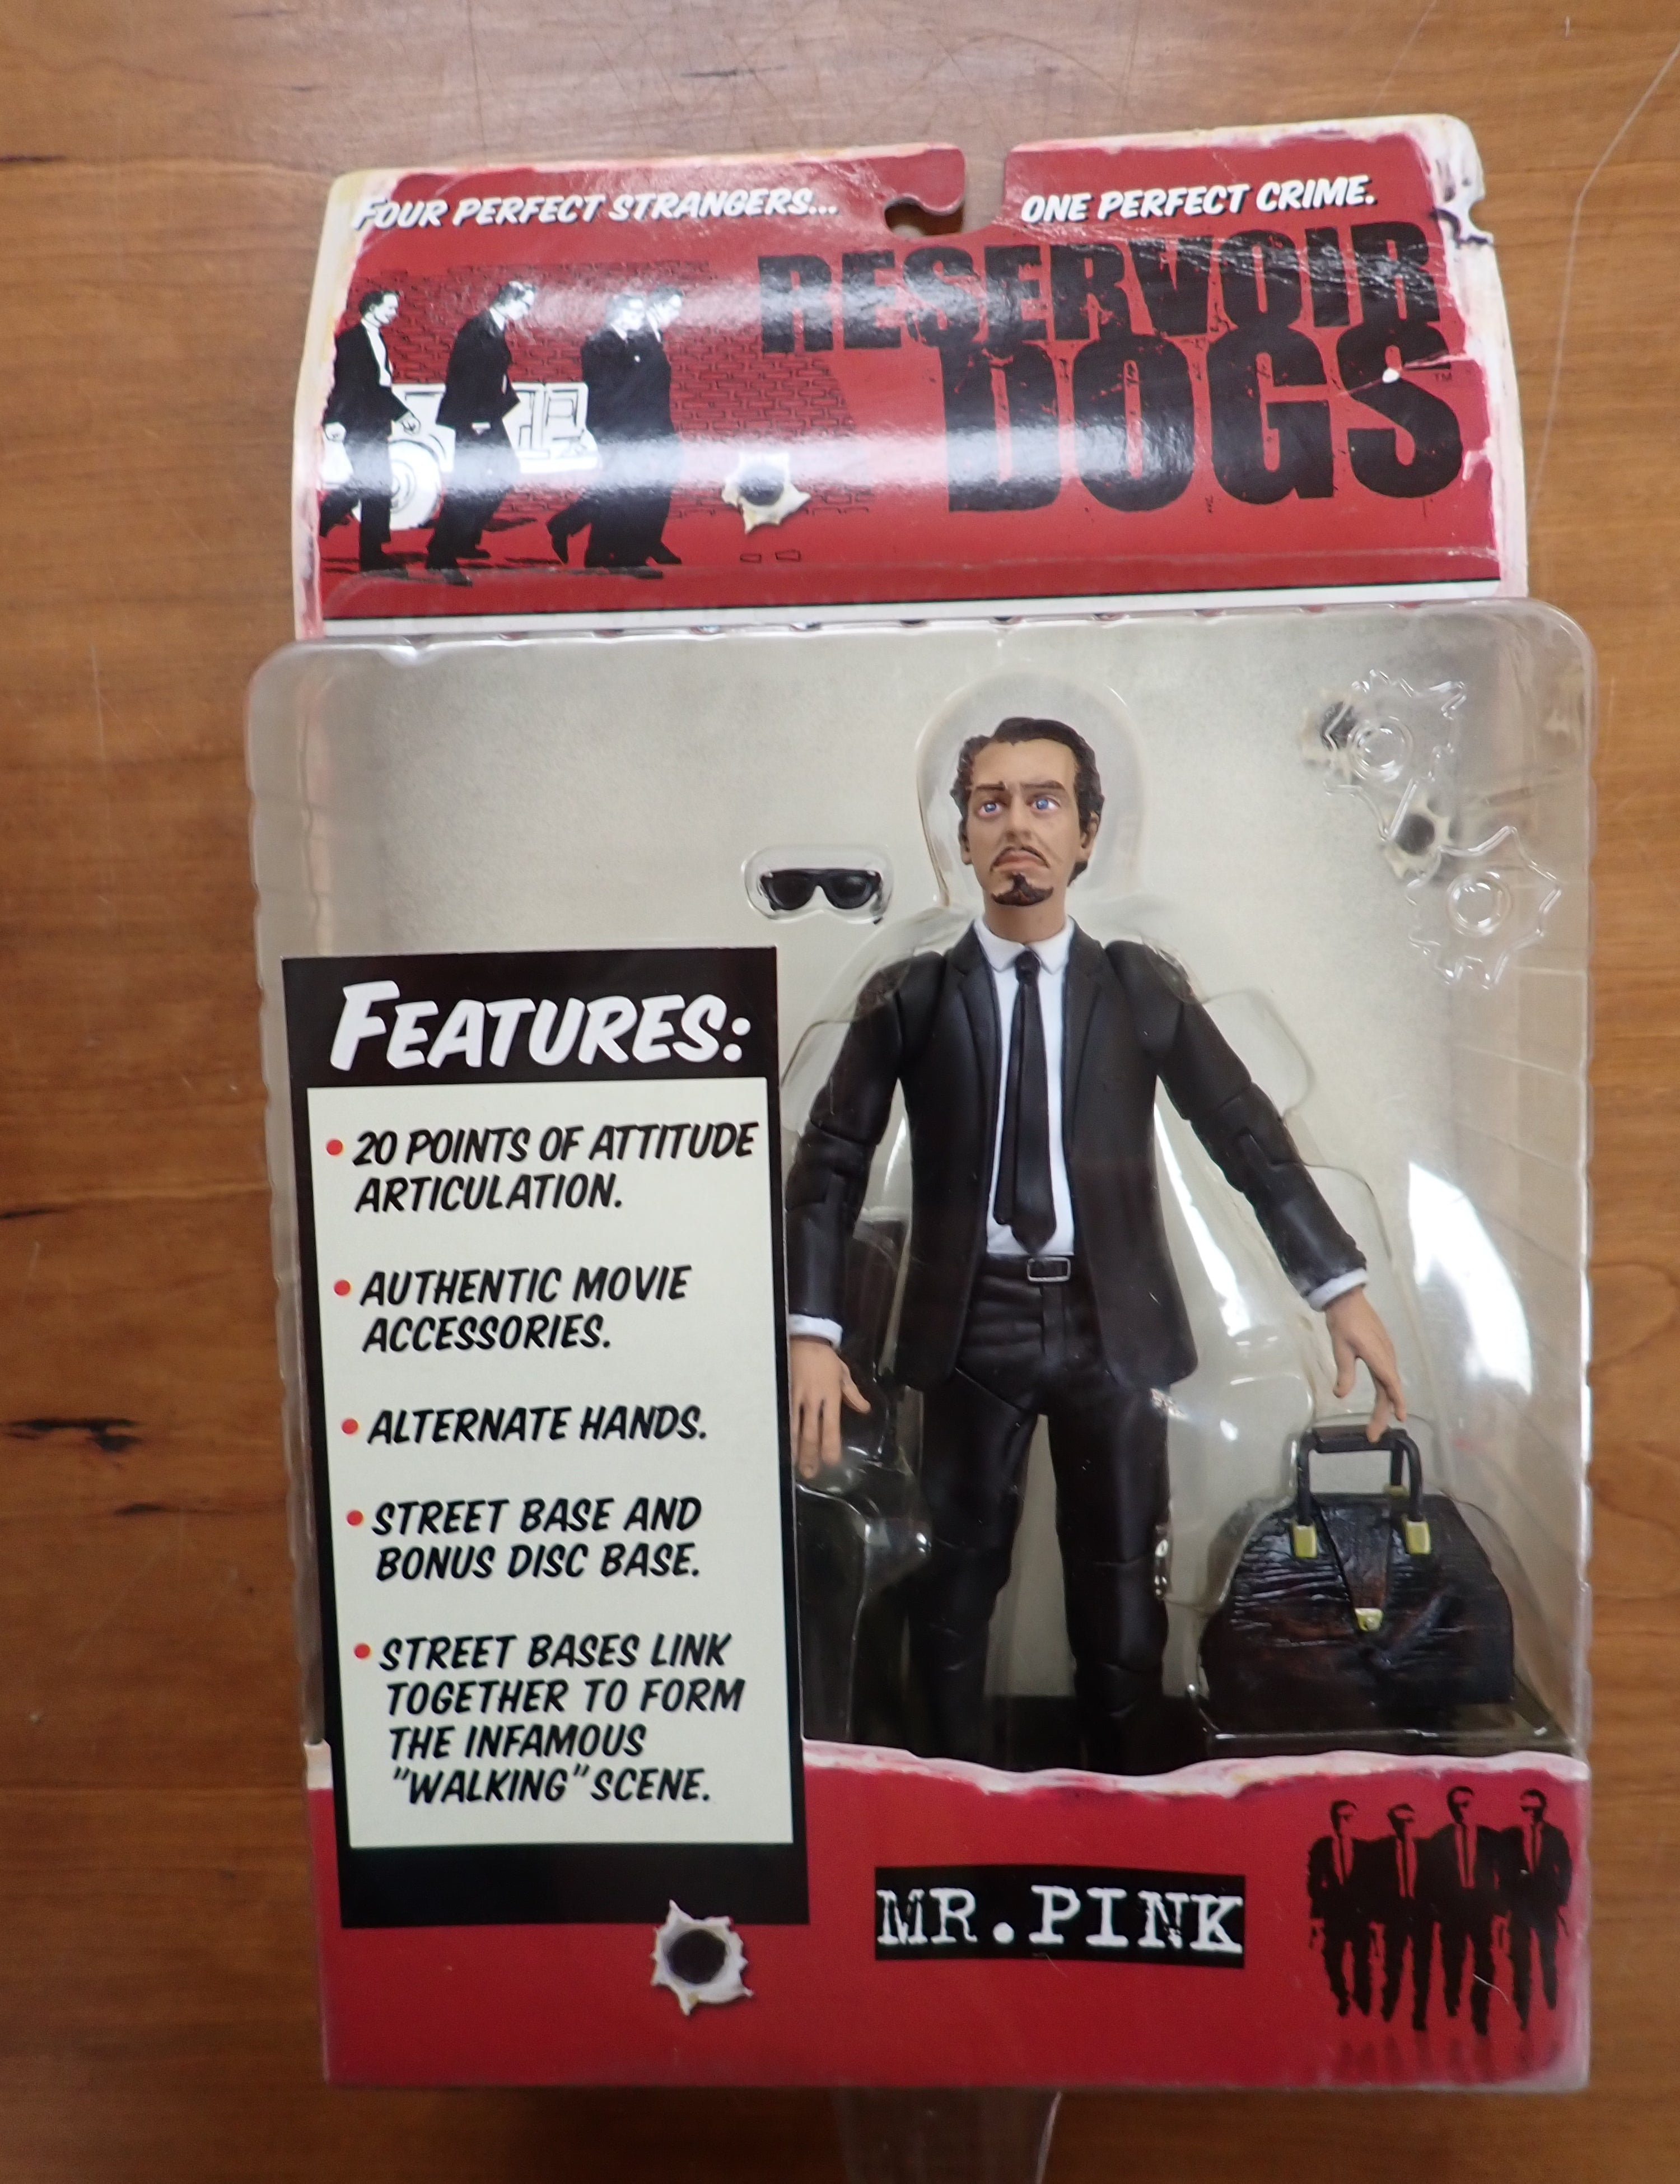 FOUR PERFECT STRANGERS...
ONE PERFECT CRIME.
RESERVOIR
DOGS
FEATURES:
• 20 POINTS OF ATTITUDE
ARTICULATION.
• AUTHENTIC MOVIE
ACCESSORIES.
• ALTERNATE HANDS.
• STREET BASE AND
BONUS DISC BASE.
• STREET BASES LINK
TOGETHER TO FORM
THE INFAMOUS
"WALKING" SCENE.
MR.PINK